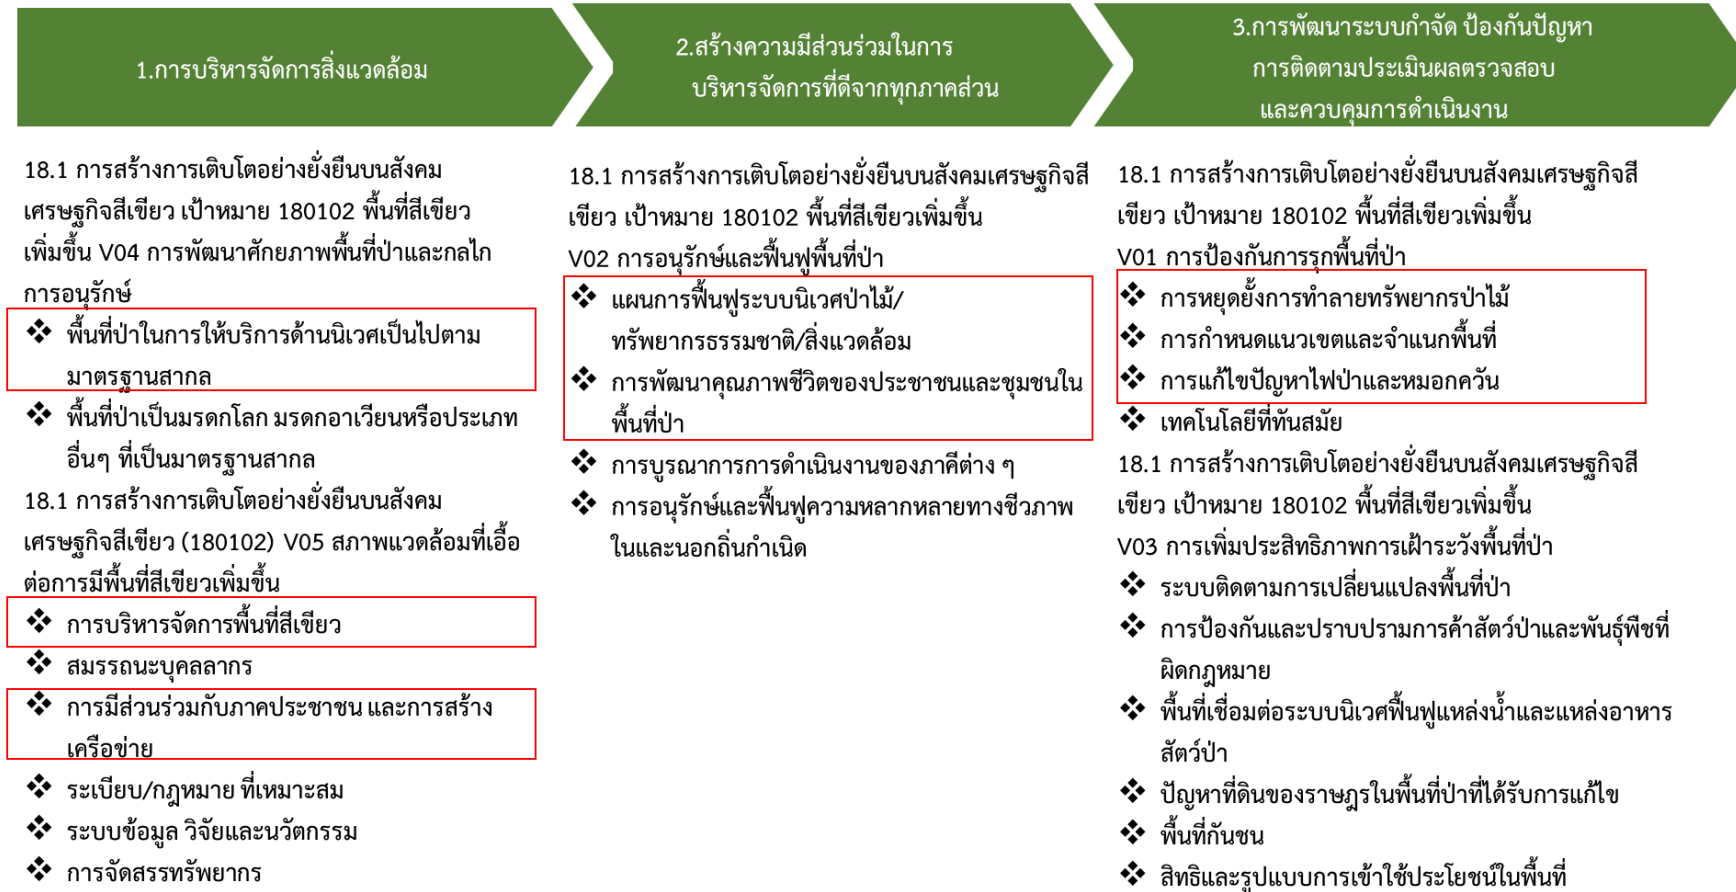 1.การบริหารจัดการสิ่งแวดล้อม
2.สร้างความมีส่วนร่วมในการ
บริหารจัดการที่ดีจากทุกภาคส่วน
3.การพัฒนาระบบกำจัด ป้องกันปัญหา
การติดตามประเมินผลตรวจสอบ
และควบคุมการดำเนินงาน
18.1 การสร้างการเติบโตอย่างยั่งยืนบนสังคม
เศรษฐกิจสีเขียว เป้าหมาย 180102 พื้นที่สีเขียว
เพิ่มขึ้น V04 การพัฒนาศักยภาพพื้นที่ป่าและกลไก
การอนุรักษ์
❖ พื้นที่ป่าในการให้บริการด้านนิเวศเป็นไปตาม
มาตรฐานสากล
❖ พื้นที่ป่าเป็นมรดกโลก มรดกอาเวียนหรือประเภท
อื่นๆ ที่เป็นมาตรฐานสากล
18.1 การสร้างการเติบโตอย่างยั่งยืนบนสังคม
เศรษฐกิจสีเขียว (180102) V05 สภาพแวดล้อมที่เอื้อ
ต่อการมีพื้นที่สีเขียวเพิ่มขึ้น
❖ การบริหารจัดการพื้นที่สีเขียว
❖ สมรรถนะบุคลลากร
❖ การมีส่วนร่วมกับภาคประชาชน และการสร้าง
เครือข่าย
❖ ระเบียบ/กฎหมาย ที่เหมาะสม
❖ ระบบข้อมูล วิจัยและนวัตกรรม
❖ การจัดสรรทรัพยากร
18.1 การสร้างการเติบโตอย่างยั่งยืนบนสังคมเศรษฐกิจสี
เขียว เป้าหมาย 180102 พื้นที่สีเขียวเพิ่มขึ้น
V02 การอนุรักษ์และฟื้นฟูพื้นที่ป่า
❖ แผนการฟื้นฟูระบบนิเวศป่าไม้/
ทรัพยากรธรรมชาติ/สิ่งแวดล้อม
❖ การพัฒนาคุณภาพชีวิตของประชาชนและชุมชนใน
พื้นที่ป่า
❖ การบูรณาการการดำเนินงานของภาคีต่าง ๆ
❖ การอนุรักษ์และฟื้นฟูความหลากหลายทางชีวภาพ
ในและนอกถิ่นกำเนิด
18.1 การสร้างการเติบโตอย่างยั่งยืนบนสังคมเศรษฐกิจสี
เขียว เป้าหมาย 180102 พื้นที่สีเขียวเพิ่มขึ้น
V01 การป้องกันการรุกพื้นที่ป่า
❖ การหยุดยั้งการทำลายทรัพยากรป่าไม้
❖ การกำหนดแนวเขตและจำแนกพื้นที่
❖ การแก้ไขปัญหาไฟป่าและหมอกควัน
❖ เทคโนโลยีที่ทันสมัย
18.1 การสร้างการเติบโตอย่างยั่งยืนบนสังคมเศรษฐกิจสี
เขียว เป้าหมาย 180102 พื้นที่สีเขียวเพิ่มขึ้น
V03 การเพิ่มประสิทธิภาพการเฝ้าระวังพื้นที่ป่า
❖ ระบบติดตามการเปลี่ยนแปลงพื้นที่ป่า
❖ การป้องกันและปราบปรามการค้าสัตว์ป่าและพันธุ์พืชที่
ผิดกฎหมาย
❖ พื้นที่เชื่อมต่อระบบนิเวศฟื้นฟูแหล่งน้ำและแหล่งอาหาร
สัตว์ป่า
❖ ปัญหาที่ดินของราษฎรในพื้นที่ป่าที่ได้รับการแก้ไข
❖ พื้นที่กันชน
❖ สิทธิและรูปแบบการเข้าใช้ประโยชน์ในพื้นที่